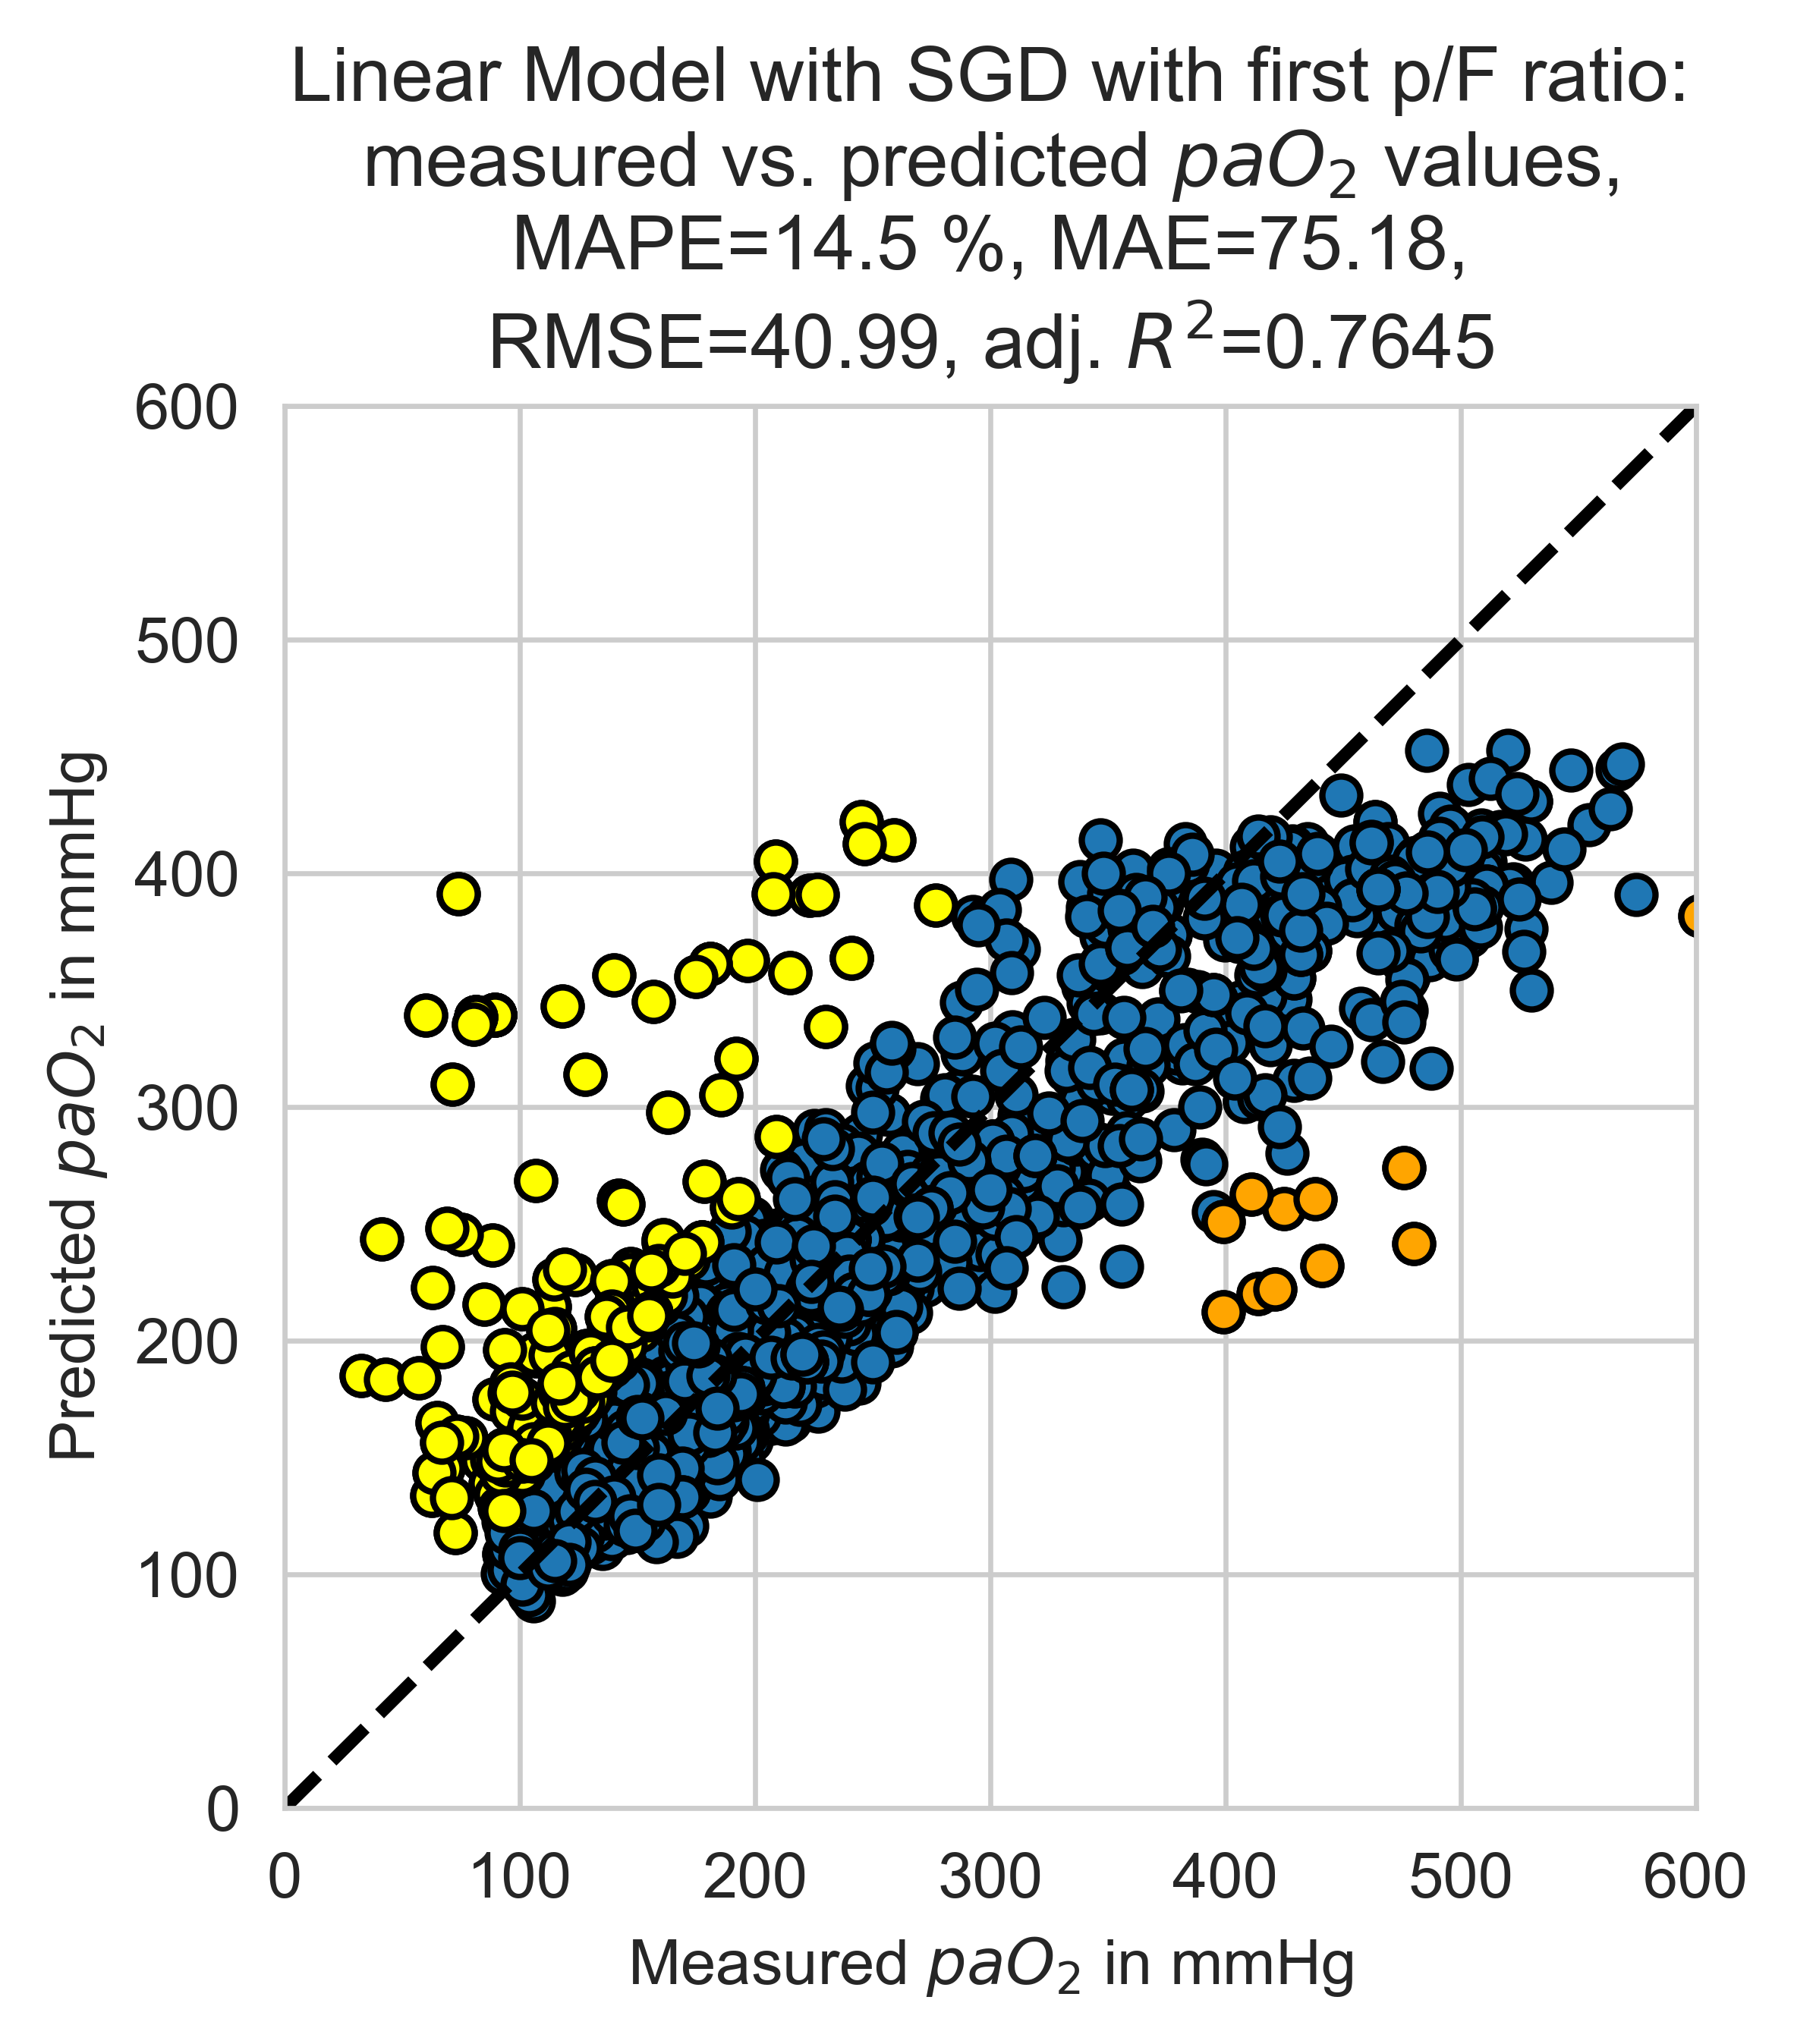 Linear Model with SGD with first p/F ratio:
measured vs. predicted paO₂ values,
MAPE=14.5 %, MAE=75.18,
RMSE=40.99, adj. R²=0.7645
600
500
400
300
200
100
0
Predicted paO₂ in mmHg
0 100 200 300 400 500 600
Measured paO₂ in mmHg